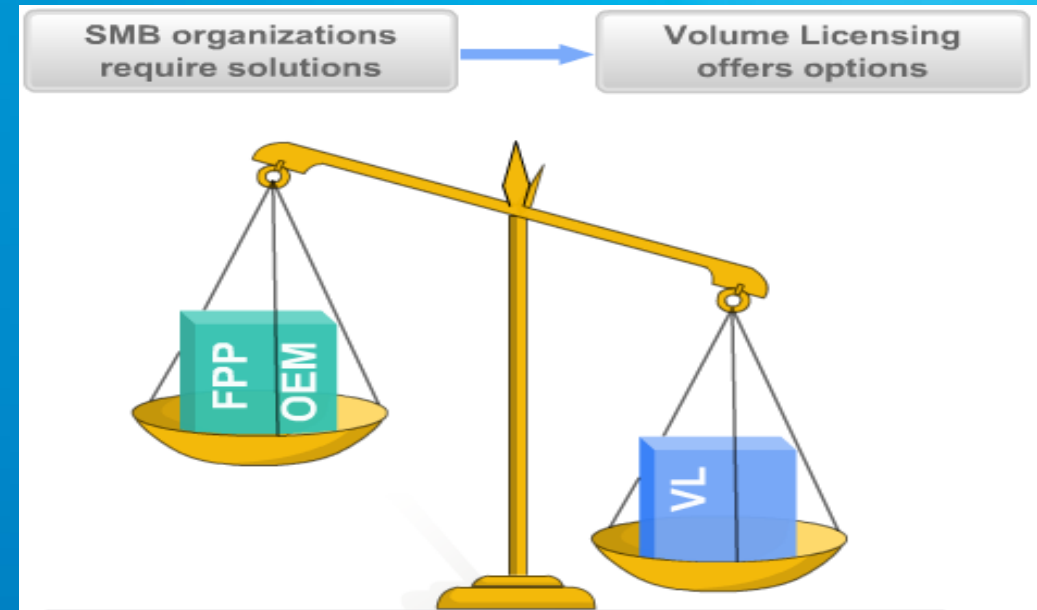 SMB organizations
require solutions
Volume Licensing
offers options
FPP
OEM
VL